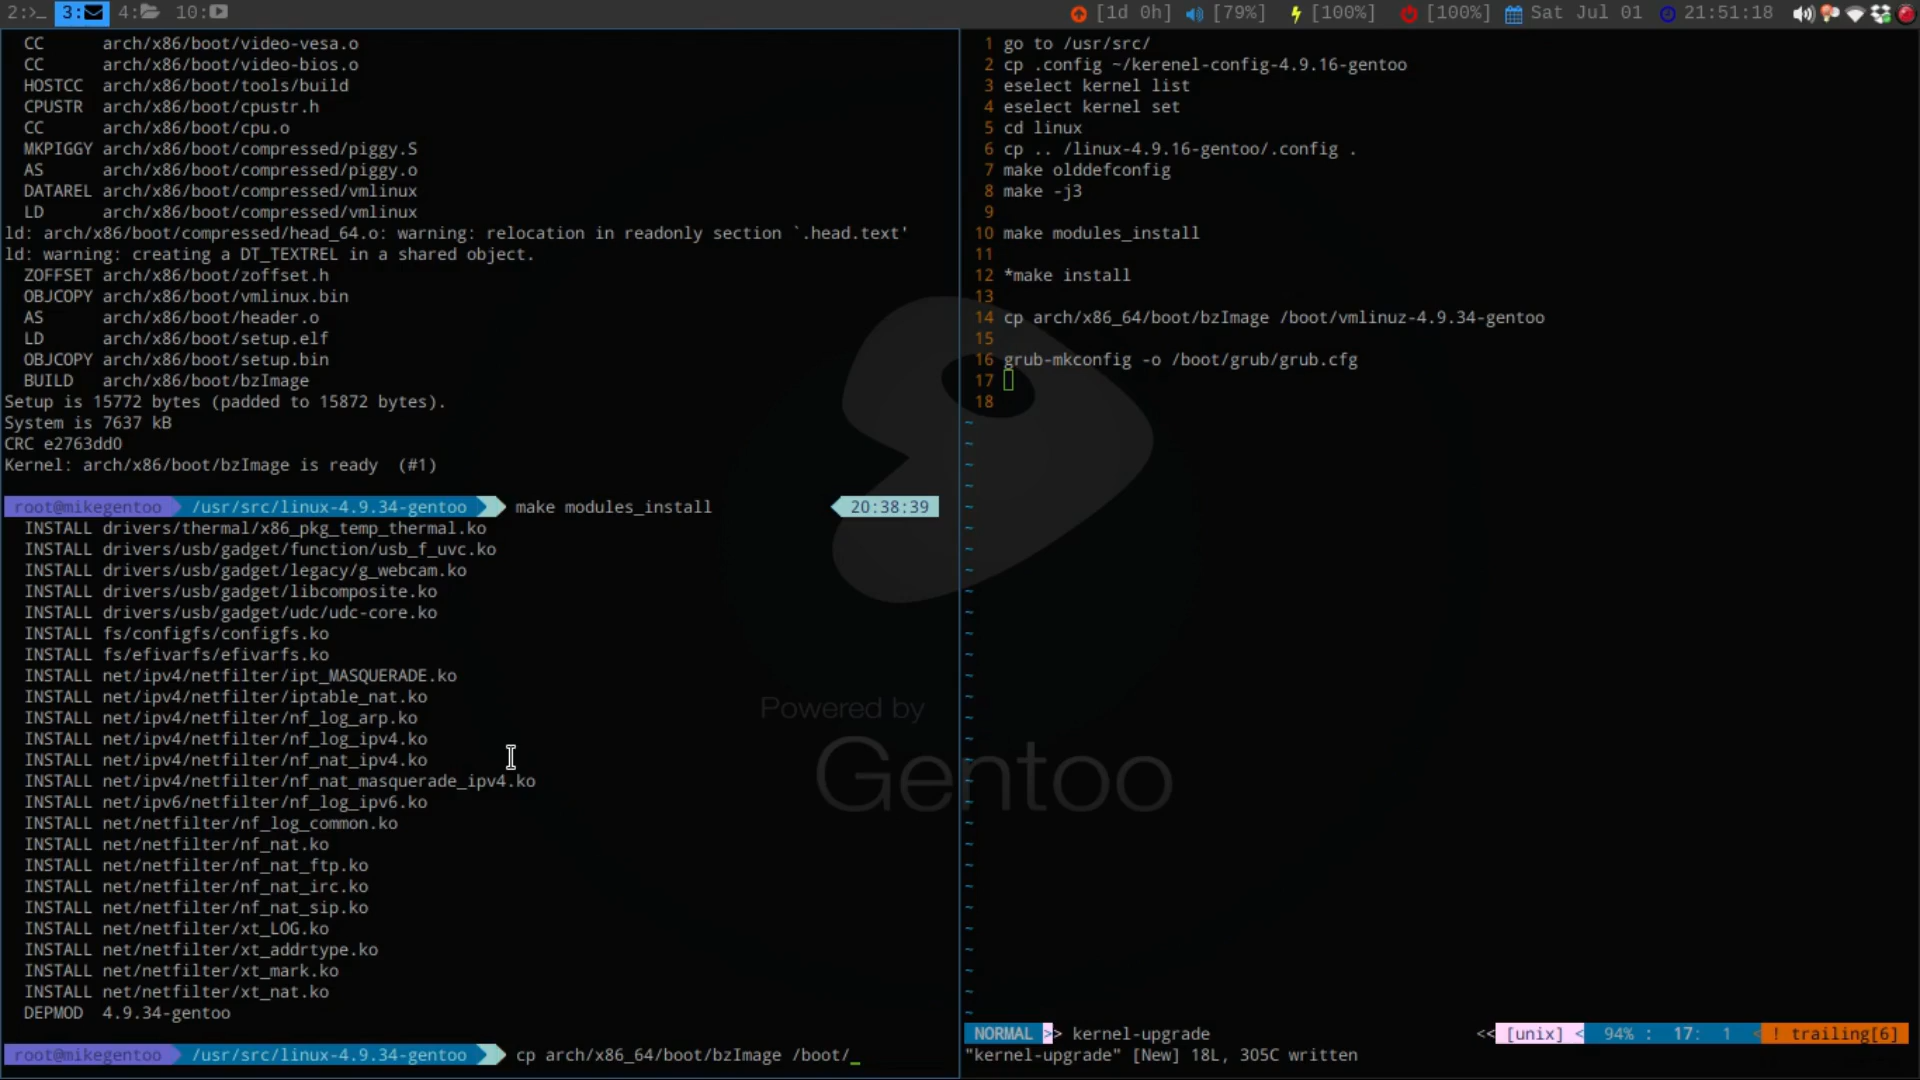 2:>_ 3: 4: 10: [1d 0h] [79%] [100%] [100%] Sat Jul 01 21:51:18
CC arch/x86/boot/video-vesa.o
CC arch/x86/boot/video-bios.o
HOSTCC arch/x86/boot/tools/build
CPUSTR arch/x86/boot/cpustr.h
CC arch/x86/boot/cpu.o
MKPIGGY arch/x86/boot/compressed/piggy.S
AS arch/x86/boot/compressed/piggy.o
DATAREL arch/x86/boot/compressed/vmlinux
LD arch/x86/boot/compressed/vmlinux
ld: arch/x86/boot/compressed/head_64.o: warning: relocation in readonly section `.head.text'
ld: warning: creating a DT_TEXTREL in a shared object.
ZOFFSET arch/x86/boot/zoffset.h
OBJCOPY arch/x86/boot/vmlinux.bin
AS arch/x86/boot/header.o
LD arch/x86/boot/setup.elf
OBJCOPY arch/x86/boot/setup.bin
BUILD arch/x86/boot/bzImage
Setup is 15772 bytes (padded to 15872 bytes).
System is 7637 kB
CRC e2763dd0
Kernel: arch/x86/boot/bzImage is ready (#1)
root@mikegentoo /usr/src/linux-4.9.34-gentoo make modules_install 20:38:39
INSTALL drivers/thermal/x86_pkg_temp_thermal.ko
INSTALL drivers/usb/gadget/function/usb_f_uvc.ko
INSTALL drivers/usb/gadget/legacy/g_webcam.ko
INSTALL drivers/usb/gadget/libcomposite.ko
INSTALL drivers/usb/gadget/udc/udc-core.ko
INSTALL fs/configfs/configfs.ko
INSTALL fs/efivarfs/efivarfs.ko
INSTALL net/ipv4/netfilter/ipt_MASQUERADE.ko
INSTALL net/ipv4/netfilter/iptable_nat.ko
INSTALL net/ipv4/netfilter/nf_log_arp.ko
INSTALL net/ipv4/netfilter/nf_log_ipv4.ko
INSTALL net/ipv4/netfilter/nf_nat_ipv4.ko
INSTALL net/ipv4/netfilter/nf_nat_masquerade_ipv4.ko
INSTALL net/ipv6/netfilter/nf_log_ipv6.ko
INSTALL net/netfilter/nf_log_common.ko
INSTALL net/netfilter/nf_nat.ko
INSTALL net/netfilter/nf_nat_ftp.ko
INSTALL net/netfilter/nf_nat_irc.ko
INSTALL net/netfilter/nf_nat_sip.ko
INSTALL net/netfilter/xt_LOG.ko
INSTALL net/netfilter/xt_addrtype.ko
INSTALL net/netfilter/xt_mark.ko
INSTALL net/netfilter/xt_nat.ko
DEPMOD 4.9.34-gentoo
root@mikegentoo /usr/src/linux-4.9.34-gentoo cp arch/x86_64/boot/bzImage /boot/_
1 go to /usr/src/
2 cp .config ~/kerenel-config-4.9.16-gentoo
3 eselect kernel list
4 eselect kernel set
5 cd linux
6 cp .. /linux-4.9.16-gentoo/.config .
7 make olddefconfig
8 make -j3
9
10 make modules_install
11
12 *make install
13
14 cp arch/x86_64/boot/bzImage /boot/vmlinuz-4.9.34-gentoo
15
16 grub-mkconfig -o /boot/grub/grub.cfg
17
18
Powered by
Gentoo
NORMAL >> kernel-upgrade << [unix] < 94% : 17: 1 < ! trailing[6]
"kernel-upgrade" [New] 18L, 305C written